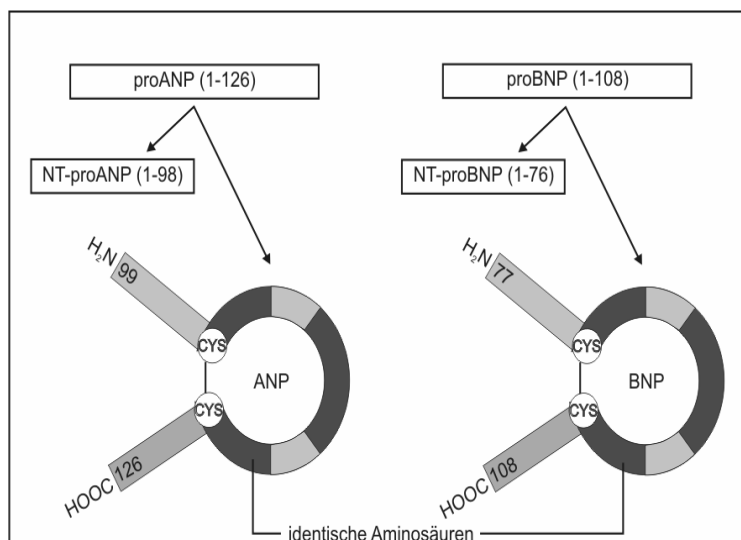 proANP (1-126)
proBNP (1-108)
NT-proANP (1-98)
NT-proBNP (1-76)
H₂N 99
H₂N 77
CYS
CYS
ANP
BNP
CYS
CYS
HOOC 126
HOOC 108
identische Aminosäuren